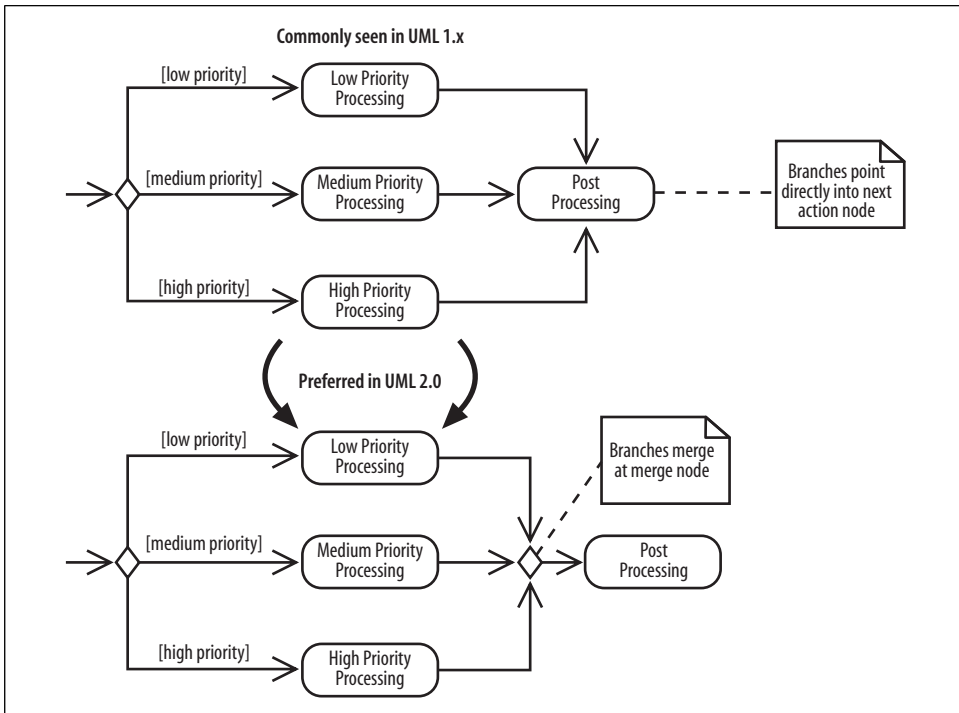 Commonly seen in UML 1.x
[low priority]
Low Priority
Processing
[medium priority]
Medium Priority
Processing
Post
Processing
Branches point
directly into next
action node
[high priority]
High Priority
Processing
Preferred in UML 2.0
[low priority]
Low Priority
Processing
Branches merge
at merge node
[medium priority]
Medium Priority
Processing
Post
Processing
[high priority]
High Priority
Processing